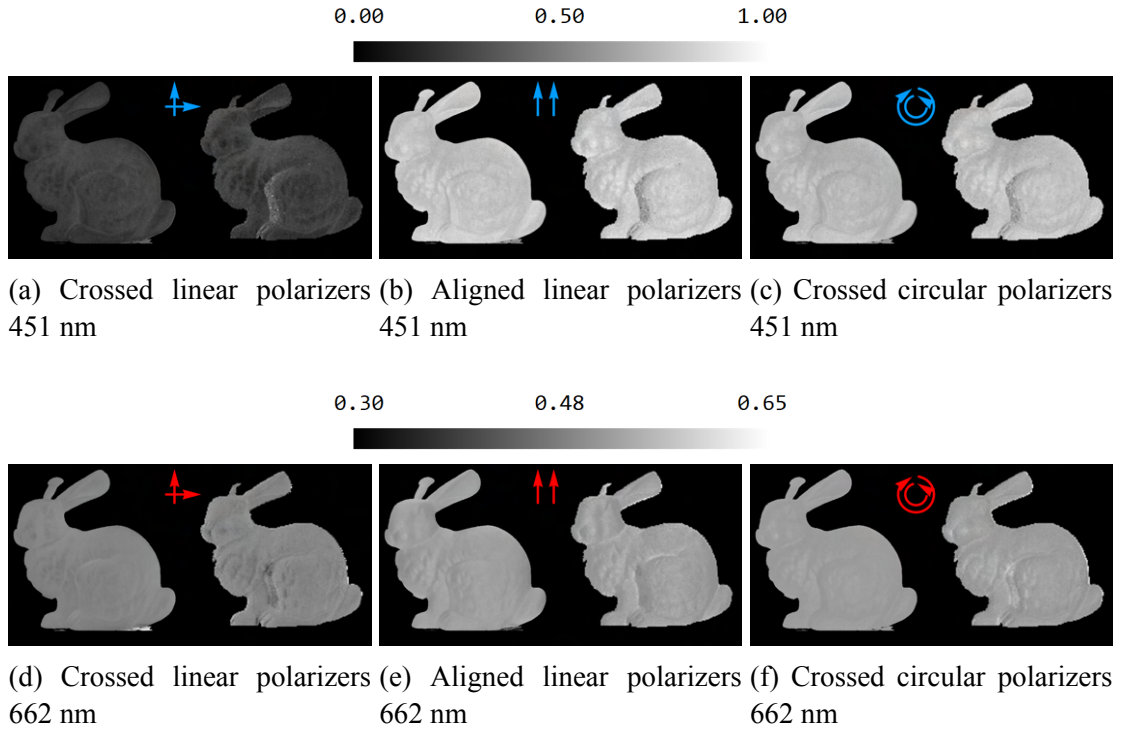 0.00 0.50 1.00
(a) Crossed linear polarizers
451 nm
(b) Aligned linear polarizers
451 nm
(c) Crossed circular polarizers
451 nm
0.30 0.48 0.65
(d) Crossed linear polarizers
662 nm
(e) Aligned linear polarizers
662 nm
(f) Crossed circular polarizers
662 nm